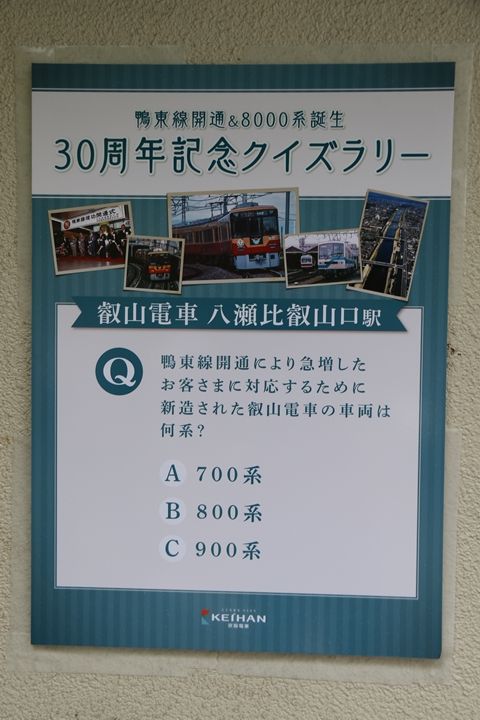 鴨東線開通&8000系誕生
30周年記念クイズラリー
叡山電車 八瀬比叡山口駅
Q
鴨東線開通により急増した
お客さまに対応するために
新造された叡山電車の車両は
何系?
A 700系
B 800系
C 900系
KEIHAN
京阪電車